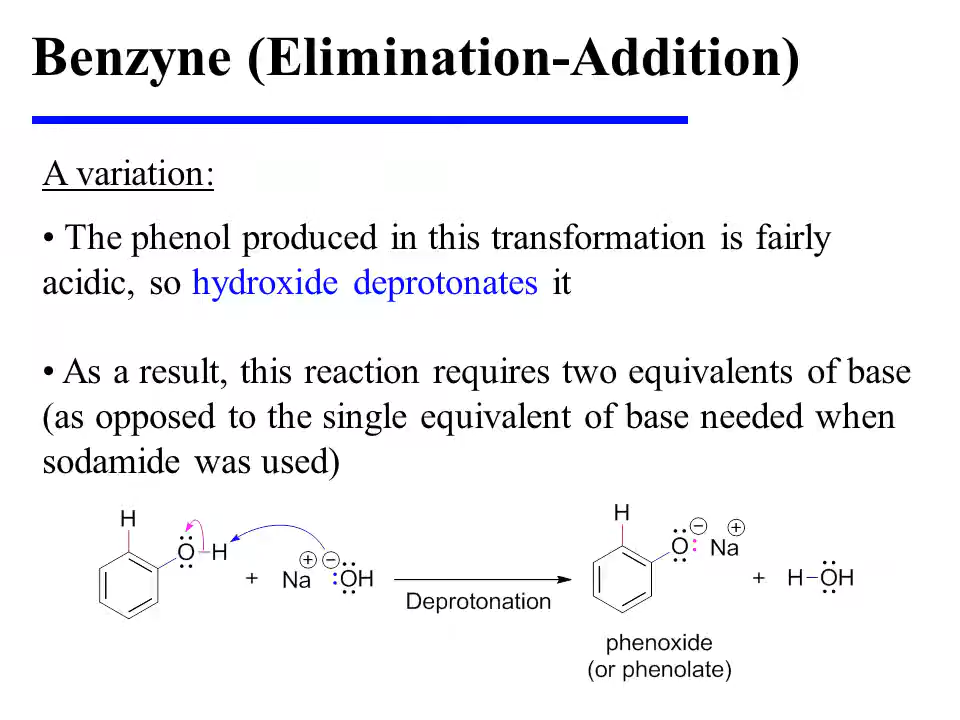 Benzyne (Elimination-Addition)
A variation:
• The phenol produced in this transformation is fairly
acidic, so hydroxide deprotonates it
• As a result, this reaction requires two equivalents of base
(as opposed to the single equivalent of base needed when
sodamide was used)
H
O H
+ Na + − OH
Deprotonation
H
O − Na +
+ H OH
phenoxide
(or phenolate)